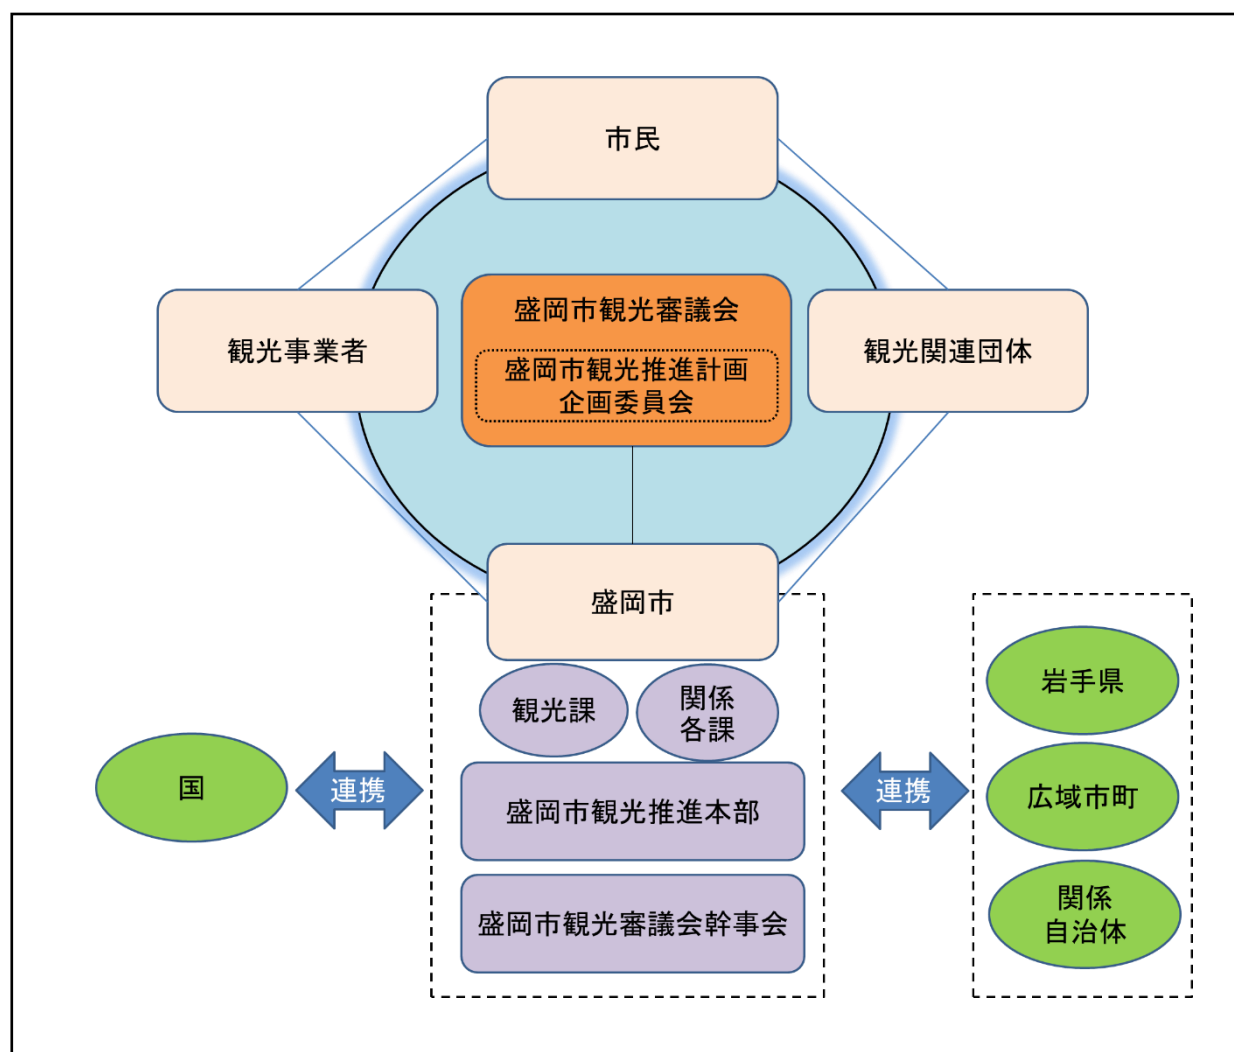 市民
盛岡市観光審議会
盛岡市観光推進計画
企画委員会
観光事業者
観光関連団体
盛岡市
観光課
関係
各課
盛岡市観光推進本部
盛岡市観光審議会幹事会
国
連携
連携
岩手県
広域市町
関係
自治体